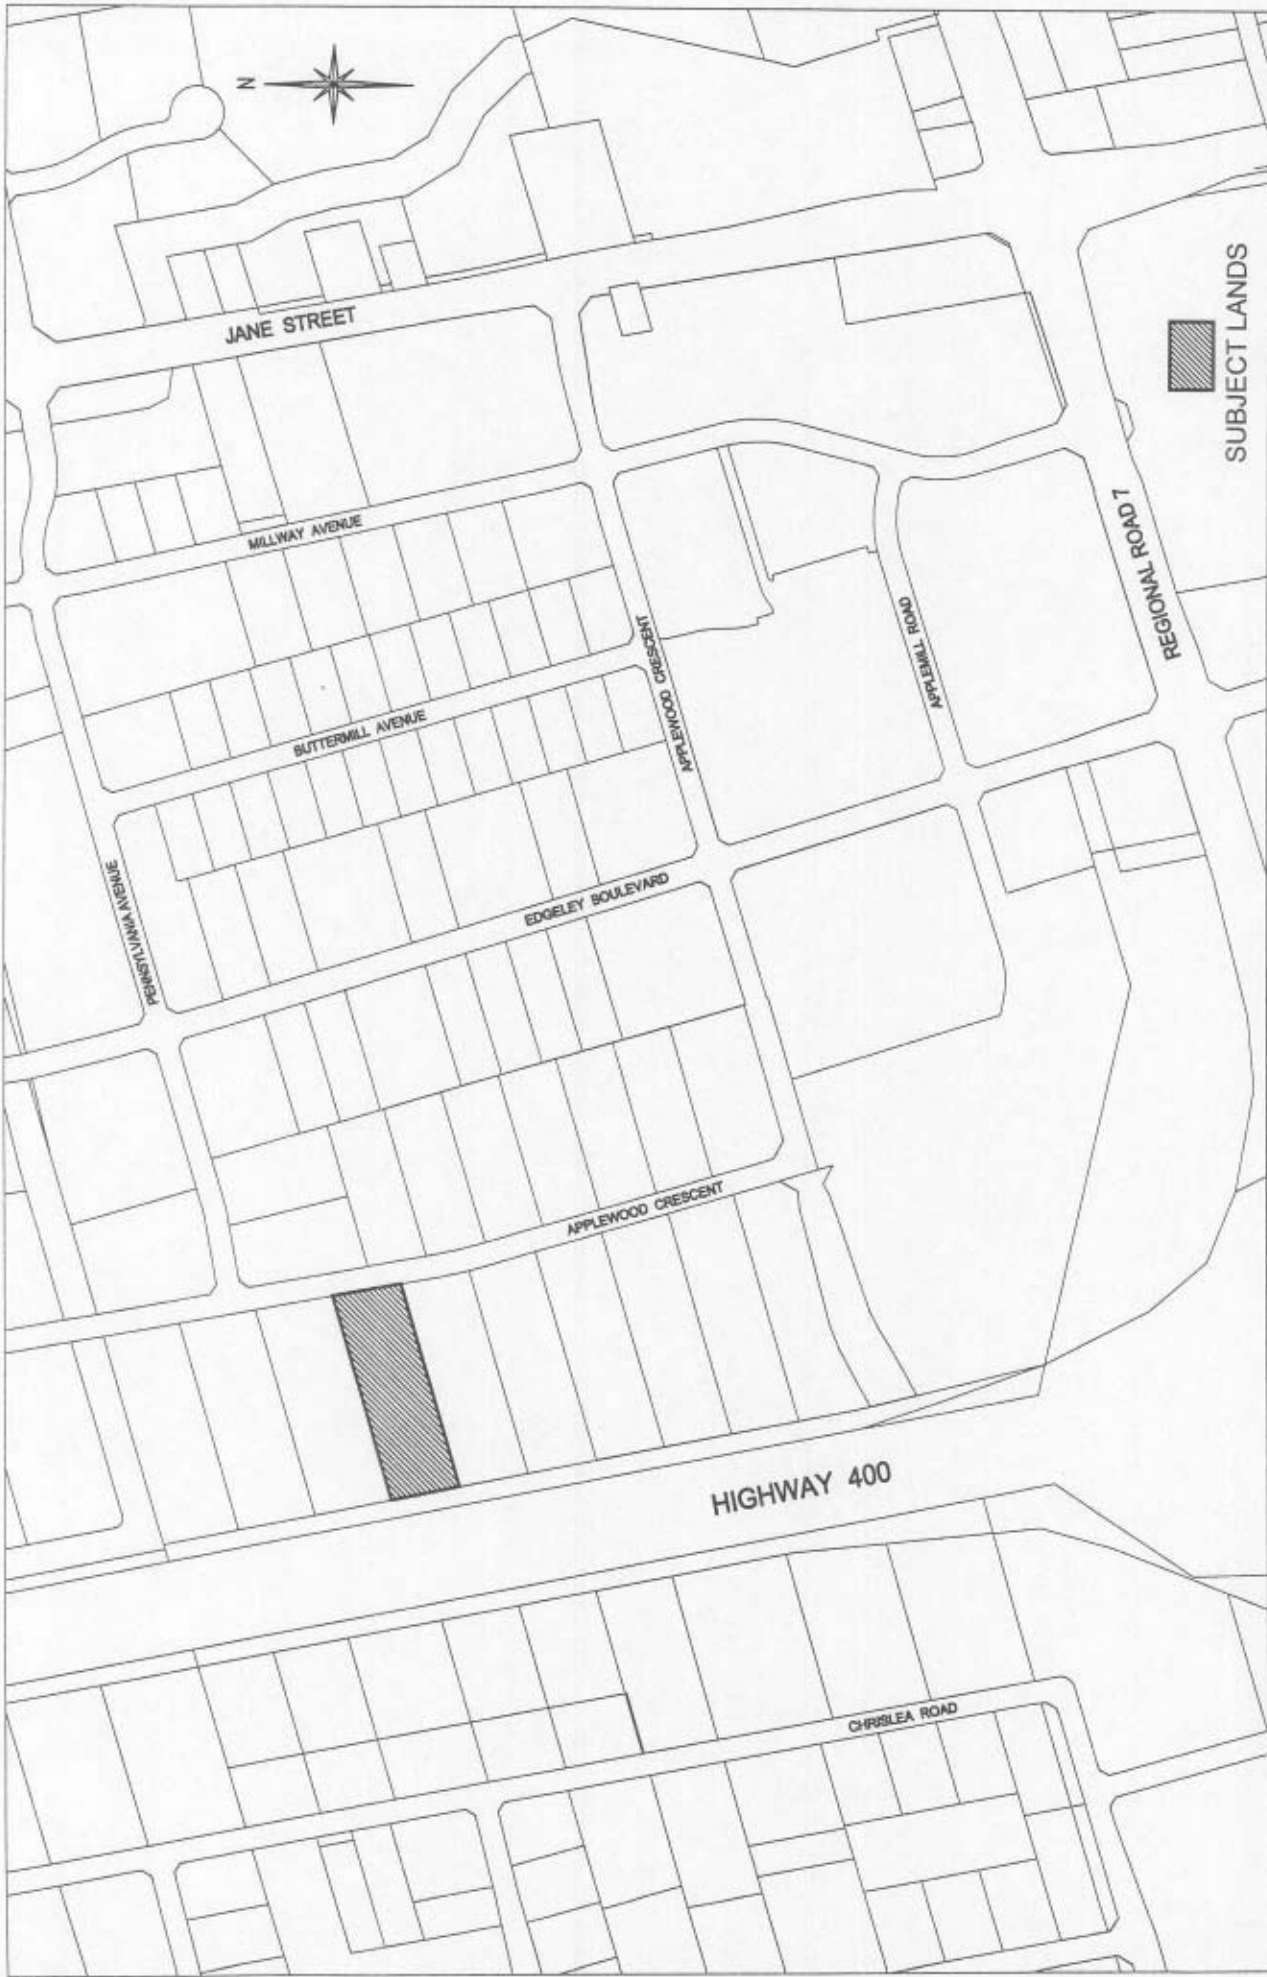 N
JANE STREET
MILLWAY AVENUE
BUTTERMILL AVENUE
APPLEWOOD CRESCENT
APPLEMILL ROAD
REGIONAL ROAD 7
SUBJECT LANDS
PENNSYLVANIA AVENUE
EDGELEY BOULEVARD
APPLEWOOD CRESCENT
HIGHWAY 400
CHRISLEA ROAD